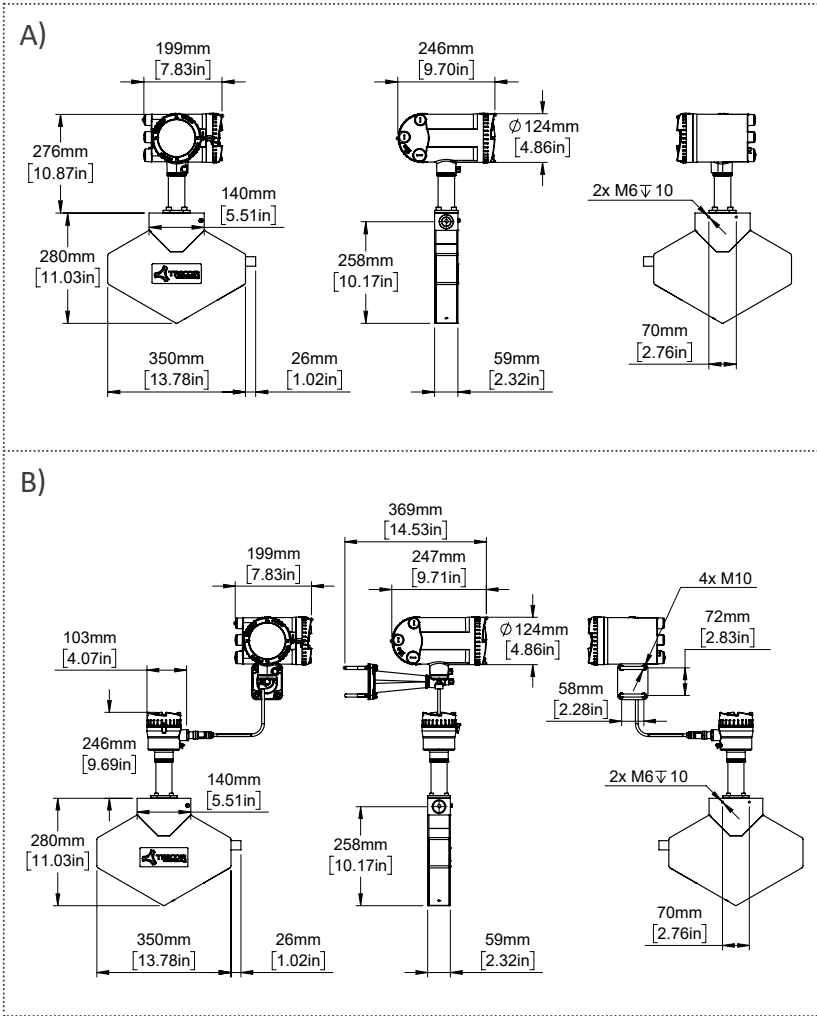 A)
199mm
[7.83in]
246mm
[9.70in]
276mm
[10.87in]
Ø 124mm
[4.86in]
140mm
[5.51in]
2x M6↧10
280mm
[11.03in]
258mm
[10.17in]
350mm
[13.78in]
26mm
[1.02in]
59mm
[2.32in]
70mm
[2.76in]
B)
369mm
[14.53in]
199mm
[7.83in]
247mm
[9.71in]
4x M10
103mm
[4.07in]
Ø 124mm
[4.86in]
72mm
[2.83in]
58mm
[2.28in]
246mm
[9.69in]
140mm
[5.51in]
2x M6↧10
280mm
[11.03in]
258mm
[10.17in]
350mm
[13.78in]
26mm
[1.02in]
59mm
[2.32in]
70mm
[2.76in]